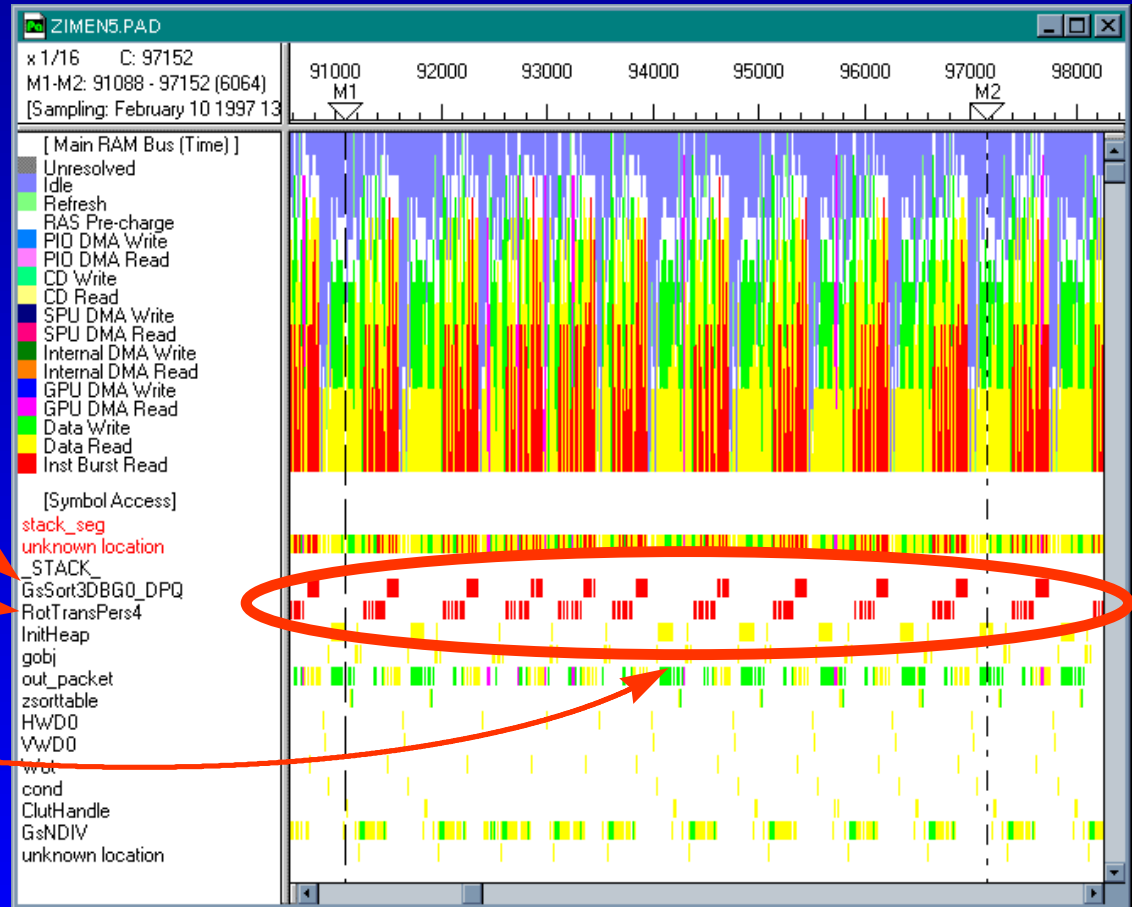 Pa ZIMEN5.PAD
x 1/16 C: 97152
M1-M2: 91088 - 97152 (6064)
[Sampling: February 10 1997 13
91000 92000 93000 94000 95000 96000 97000 98000
M1 M2
[ Main RAM Bus (Time) ]
Unresolved
Idle
Refresh
RAS Pre-charge
PIO DMA Write
PIO DMA Read
CD Write
CD Read
SPU DMA Write
SPU DMA Read
Internal DMA Write
Internal DMA Read
GPU DMA Write
GPU DMA Read
Data Write
Data Read
Inst Burst Read
[Symbol Access]
stack_seg
unknown location
_STACK_
GsSort3DBG0_DPQ
RotTransPers4
InitHeap
gobj
out_packet
zsorttable
HWD0
VWD0
cond
ClutHandle
GsNDIV
unknown location